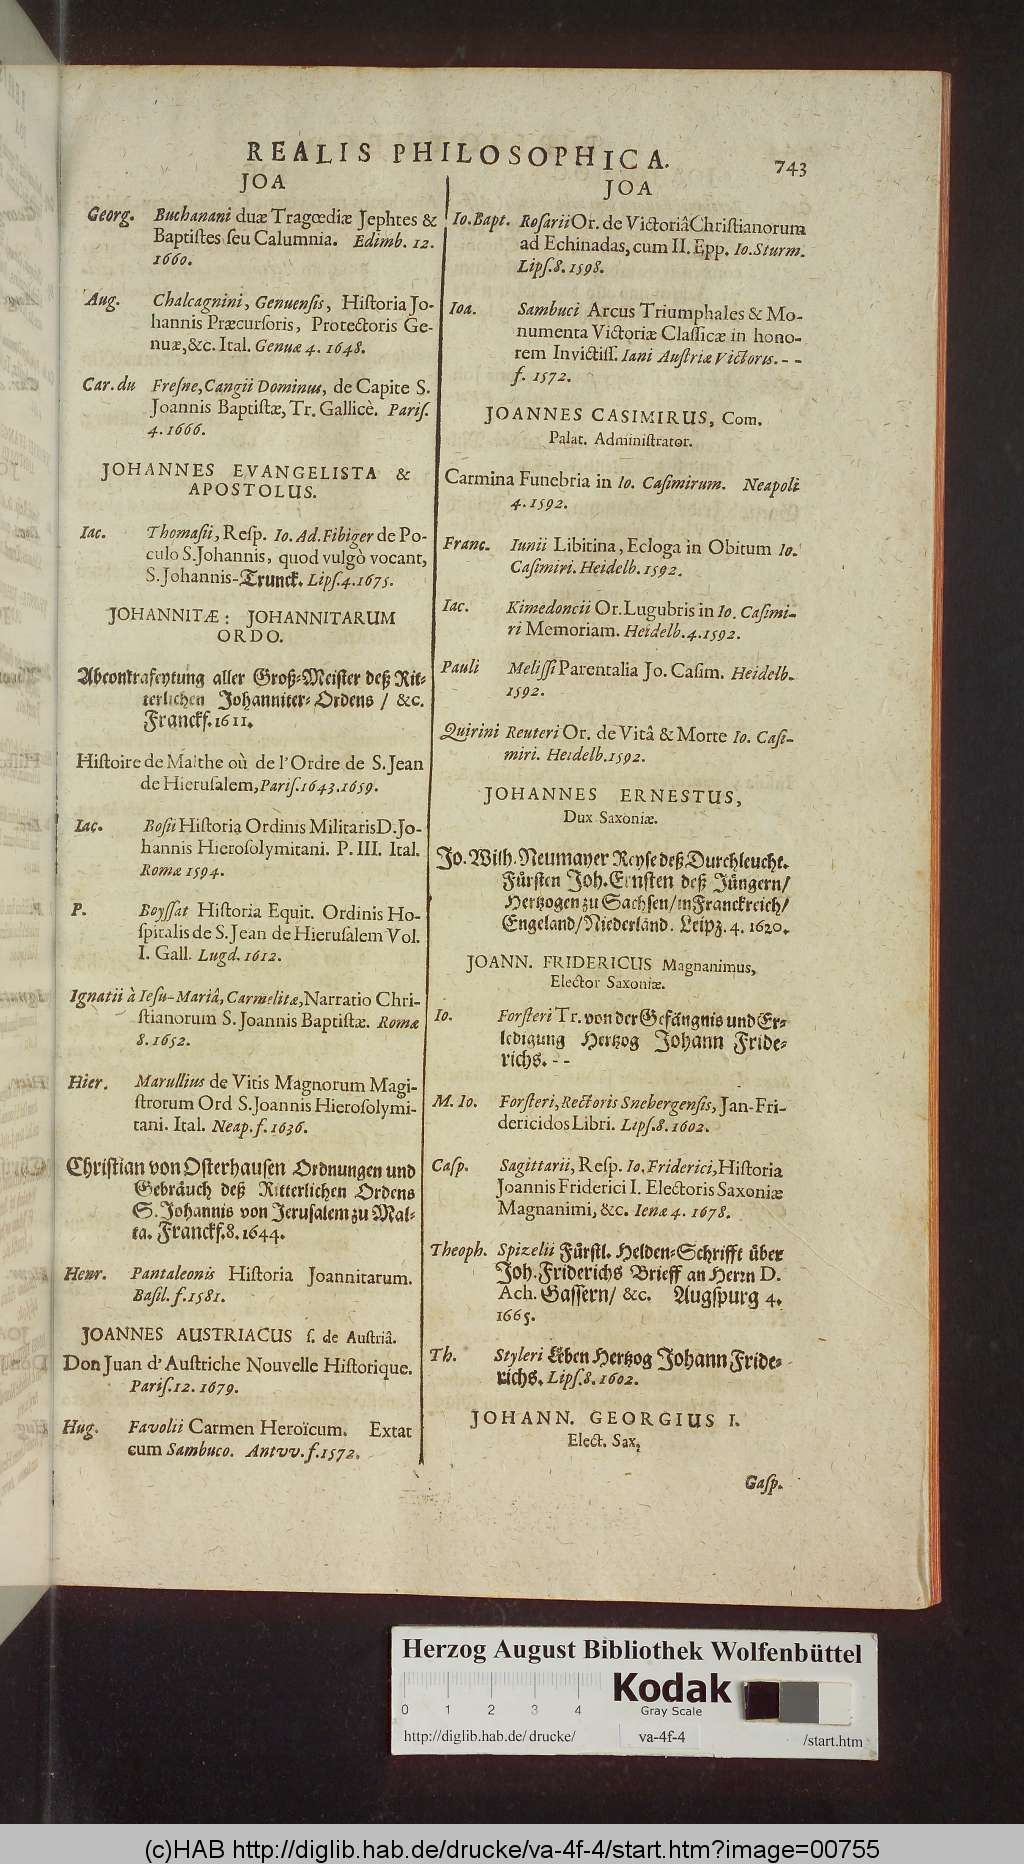 REALIS PHILOSOPHICA.
743
JOA
Georg. Buchanani duæ Tragœdiæ Jephtes &
Baptiſtes ſeu Calumnia. Edimb. 12.
1660.
Aug. Chalcagnini, Genuenſis, Hiſtoria Jo-
hannis Præcurſoris, Protectoris Ge-
nuæ, &c. Ital. Genuæ 4. 1648.
Car. du Freſne, Cangii Dominus, de Capite S.
Joannis Baptiſtæ, Tr. Gallicè. Pariſ.
4. 1666.
JOHANNES EVANGELISTA &
APOSTOLUS.
Iac. Thomaſii, Reſp. Io. Ad. Fibiger de Po-
culo S. Johannis, quod vulgò vocant,
S. Johannis-Trunck. Lipſ. 4. 1675.
JOHANNITÆ: JOHANNITARUM
ORDO.
Abcontrafeytung aller Groß-Meiſter deß Rit-
terlichen Johanniter-Ordens / &c.
Franckf. 1611.
Hiſtoire de Malthe où de l'Ordre de S. Jean
de Hieruſalem, Pariſ. 1643. 1659.
Iac. Boſii Hiſtoria Ordinis Militaris D. Jo-
hannis Hieroſolymitani. P. III. Ital.
Romæ 1594.
P. Boyſſat Hiſtoria Equit. Ordinis Ho-
ſpitalis de S. Jean de Hieruſalem Vol.
I. Gall. Lugd. 1612.
Ignatii à Ieſu-Mariâ, Carmelitæ, Narratio Chri-
ſtianorum S. Joannis Baptiſtæ. Romæ
8. 1652.
Hier. Marullius de Vitis Magnorum Magi-
ſtrorum Ord S. Joannis Hieroſolymi-
tani. Ital. Neap. f. 1636.
Chriſtian von Oſterhauſen Ordnungen und
Gebräuch deß Ritterlichen Ordens
S. Johannis von Jeruſalem zu Mal-
ta. Franckf. 8. 1644.
Henr. Pantaleonis Hiſtoria Joannitarum.
Baſil. f. 1581.
JOANNES AUSTRIACUS ſ. de Auſtriâ.
Don Juan d' Auſtriche Nouvelle Hiſtorique.
Pariſ. 12. 1679.
Hug. Favolii Carmen Heroïcum. Extat
cum Sambuco. Antvv. f. 1572.
JOA
Io. Bapt. Roſarii Or. de Victoriâ Chriſtianorum
ad Echinadas, cum II. Epp. Io. Sturm.
Lipſ. 8. 1598.
Ioa. Sambuci Arcus Triumphales & Mo-
numenta Victoriæ Claſſicæ in hono-
rem Invictiſſ. Iani Auſtriæ Victoris. - -
f. 1572.
JOANNES CASIMIRUS, Com.
Palat. Adminiſtrator.
Carmina Funebria in Io. Caſimirum. Neapoli
4. 1592.
Franc. Iunii Libitina, Ecloga in Obitum Io.
Caſimiri. Heidelb. 1592.
Iac. Kimedoncii Or. Lugubris in Io. Caſimi-
ri Memoriam. Heidelb. 4. 1592.
Pauli Meliſſi Parentalia Jo. Caſim. Heidelb.
1592.
Quirini Reuteri Or. de Vitâ & Morte Io. Caſi-
miri. Heidelb. 1592.
JOHANNES ERNESTUS,
Dux Saxoniæ.
Jo. Wilh. Neumayer Reyſe deß Durchleucht.
Fürſten Joh. Ernſten deß Jüngern /
Hertzogen zu Sachſen / in Franckreich /
Engeland / Niederländ. Leipz. 4. 1620.
JOANN. FRIDERICUS Magnanimus,
Elector Saxoniæ.
Io. Forſteri Tr. von der Gefängnis und Er-
ledigung Hertzog Johann Fride-
richs. - -
M. Io. Forſteri, Rectoris Snebergenſis, Jan-Fri-
dericidos Libri. Lipſ. 8. 1602.
Caſp. Sagittarii, Reſp. Io. Friderici, Hiſtoria
Joannis Friderici I. Electoris Saxoniæ
Magnanimi, &c. Ienæ 4. 1678.
Theoph. Spizelii Fürſtl. Helden-Schrifft über
Joh. Friderichs Brieff an Herrn D.
Ach. Gaſſern / &c. Augſpurg 4.
1665.
Th. Styleri Leben Hertzog Johann Fride-
richs. Lipſ. 8. 1602.
JOHANN. GEORGIUS I.
Elect. Sax.
Gaſp.
Herzog August Bibliothek Wolfenbüttel
Kodak
Gray Scale
0 1 2 3 4
http://diglib.hab.de/drucke/ va-4f-4 /start.htm
(c)HAB http://diglib.hab.de/drucke/va-4f-4/start.htm?image=00755